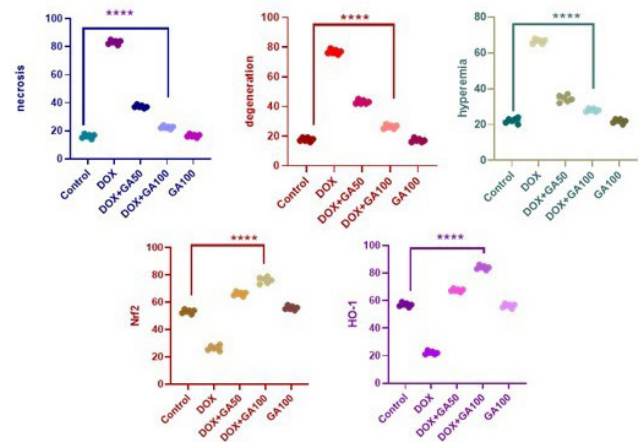 ****
100
80
60
40
20
0
necrosis
Control
DOX
DOX+GA50
DOX+GA100
GA100
****
100
80
60
40
20
0
degeneration
Control
DOX
DOX+GA50
DOX+GA100
GA100
****
80
60
40
20
0
hyperemia
Control
DOX
DOX+GA50
DOX+GA100
GA100
****
100
80
60
40
20
0
Nrf2
Control
DOX
DOX+GA50
DOX+GA100
GA100
****
100
80
60
40
20
0
HO-1
Control
DOX
DOX+GA50
DOX+GA100
GA100